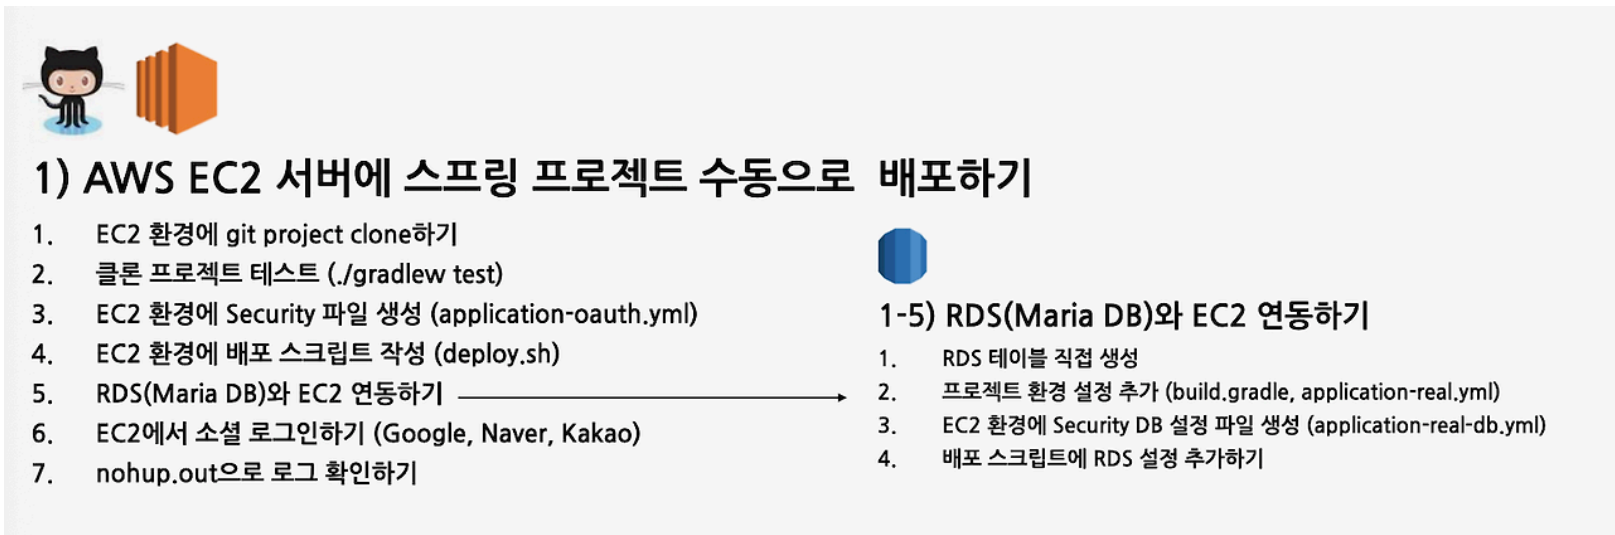 1) AWS EC2 서버에 스프링 프로젝트 수동으로 배포하기
1. EC2 환경에 git project clone하기
2. 클론 프로젝트 테스트 (./gradlew test)
3. EC2 환경에 Security 파일 생성 (application-oauth.yml)
4. EC2 환경에 배포 스크립트 작성 (deploy.sh)
5. RDS(Maria DB)와 EC2 연동하기
6. EC2에서 소셜 로그인하기 (Google, Naver, Kakao)
7. nohup.out으로 로그 확인하기
1-5) RDS(Maria DB)와 EC2 연동하기
1. RDS 테이블 직접 생성
2. 프로젝트 환경 설정 추가 (build.gradle, application-real.yml)
3. EC2 환경에 Security DB 설정 파일 생성 (application-real-db.yml)
4. 배포 스크립트에 RDS 설정 추가하기